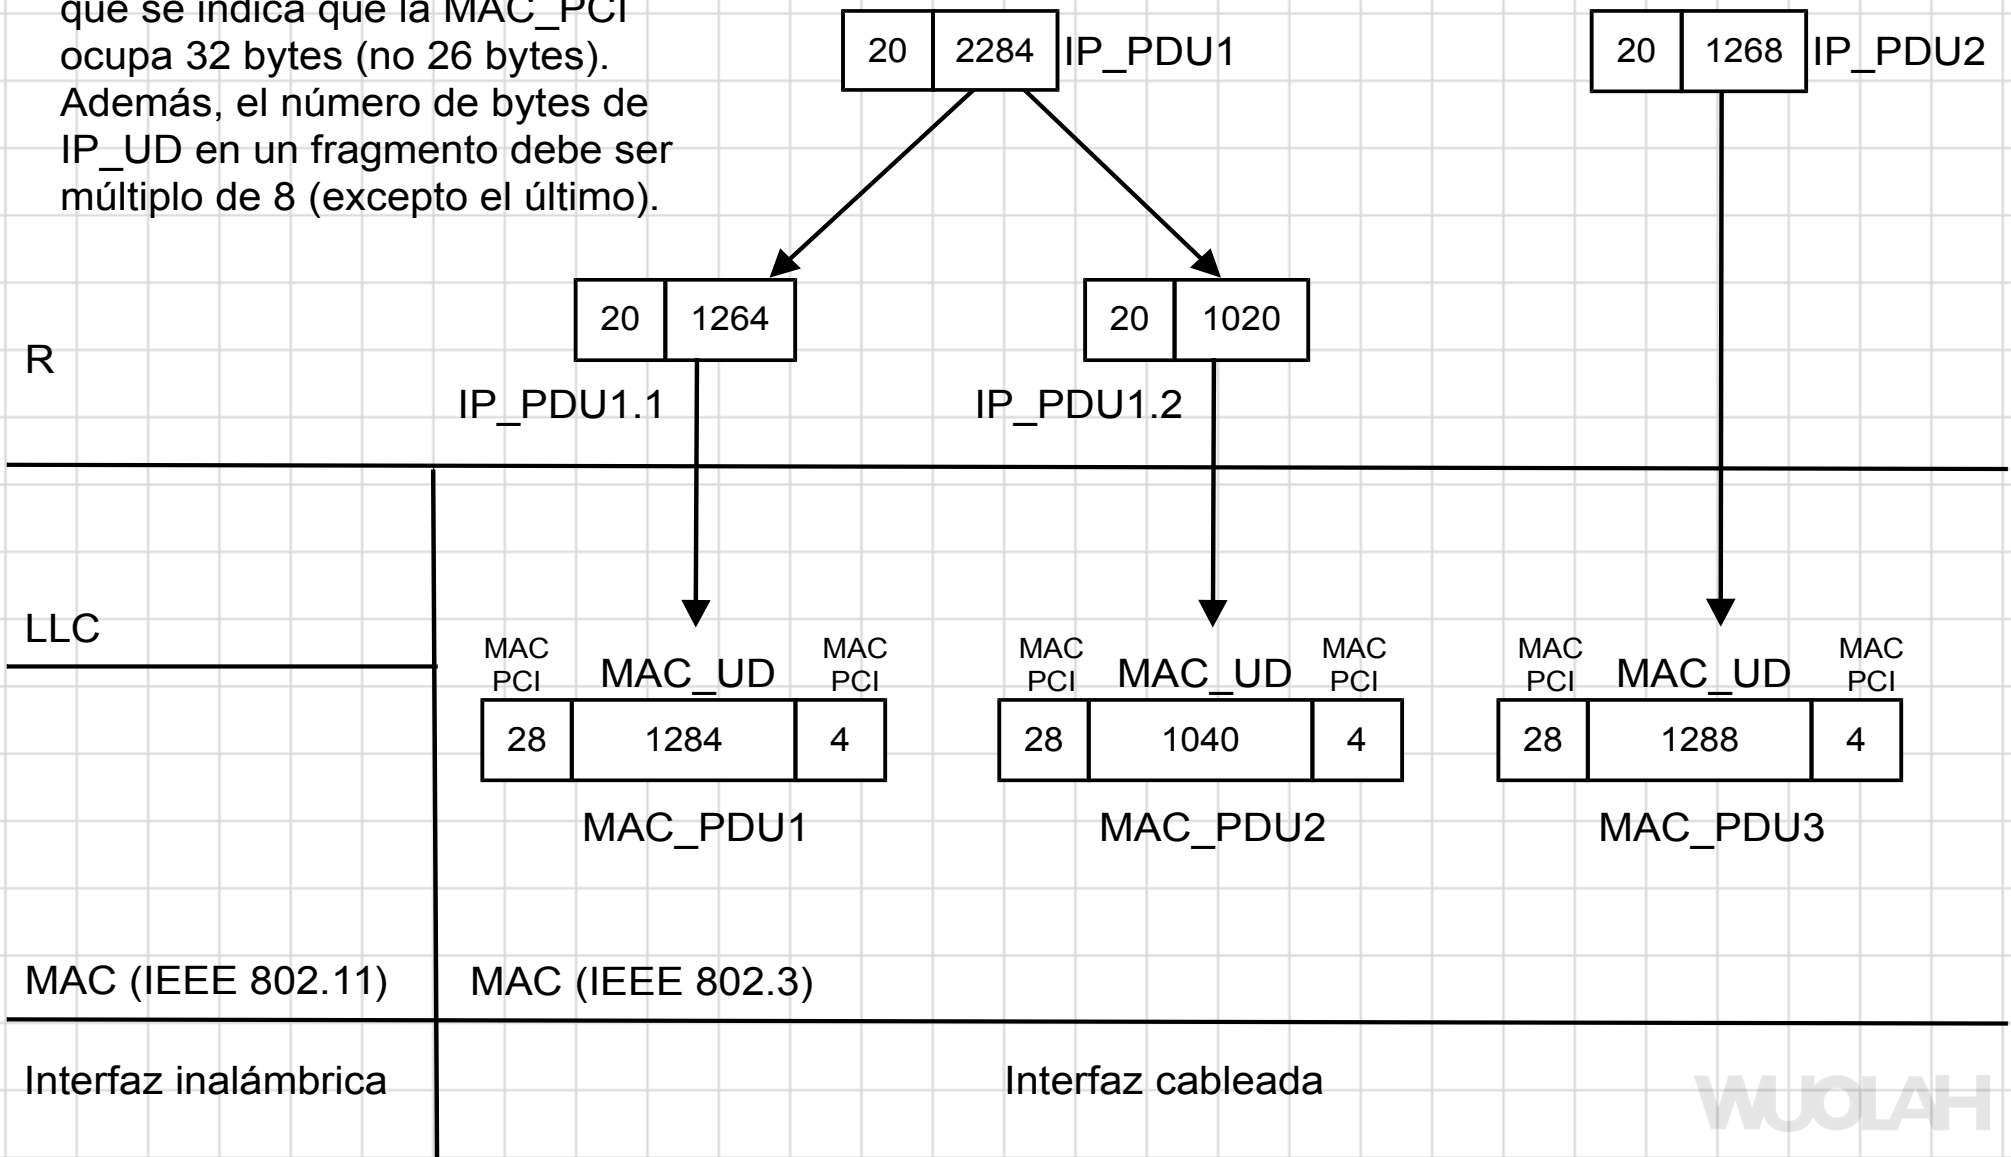 que se indica que la MAC_PCI
ocupa 32 bytes (no 26 bytes).
Además, el número de bytes de
IP_UD en un fragmento debe ser
múltiplo de 8 (excepto el último).
20 2284 IP_PDU1
20 1268 IP_PDU2
20 1264
20 1020
R
IP_PDU1.1
IP_PDU1.2
LLC
MAC
PCI
MAC_UD
MAC
PCI
28 1284 4
MAC_PDU1
MAC
PCI
MAC_UD
MAC
PCI
28 1040 4
MAC_PDU2
MAC
PCI
MAC_UD
MAC
PCI
28 1288 4
MAC_PDU3
MAC (IEEE 802.11)
MAC (IEEE 802.3)
Interfaz inalámbrica
Interfaz cableada
WUOLAH